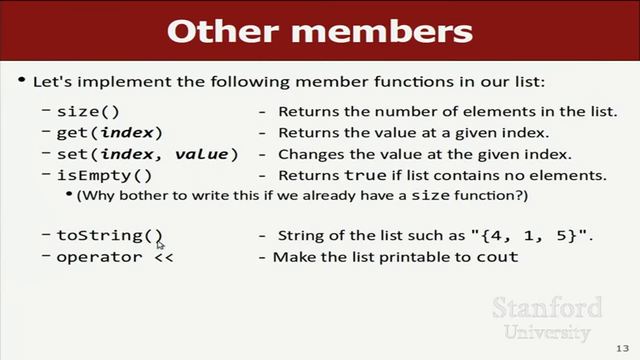 Other members
• Let's implement the following member functions in our list:
– size() – Returns the number of elements in the list.
– get(index) – Returns the value at a given index.
– set(index, value) – Changes the value at the given index.
– isEmpty() – Returns true if list contains no elements.
• (Why bother to write this if we already have a size function?)
– toString() – String of the list such as "{4, 1, 5}".
– operator << – Make the list printable to cout
Stanford
University
13